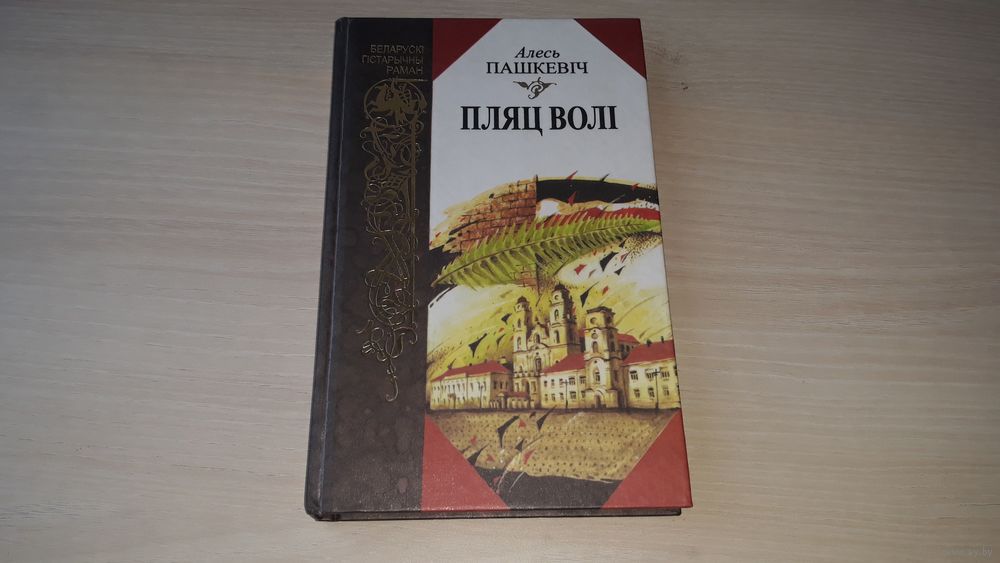 БЕЛАРУСКІ
ГІСТАРЫЧНЫ
РАМАН
Алесь
ПАШКЕВІЧ
ПЛЯЦ ВОЛІ